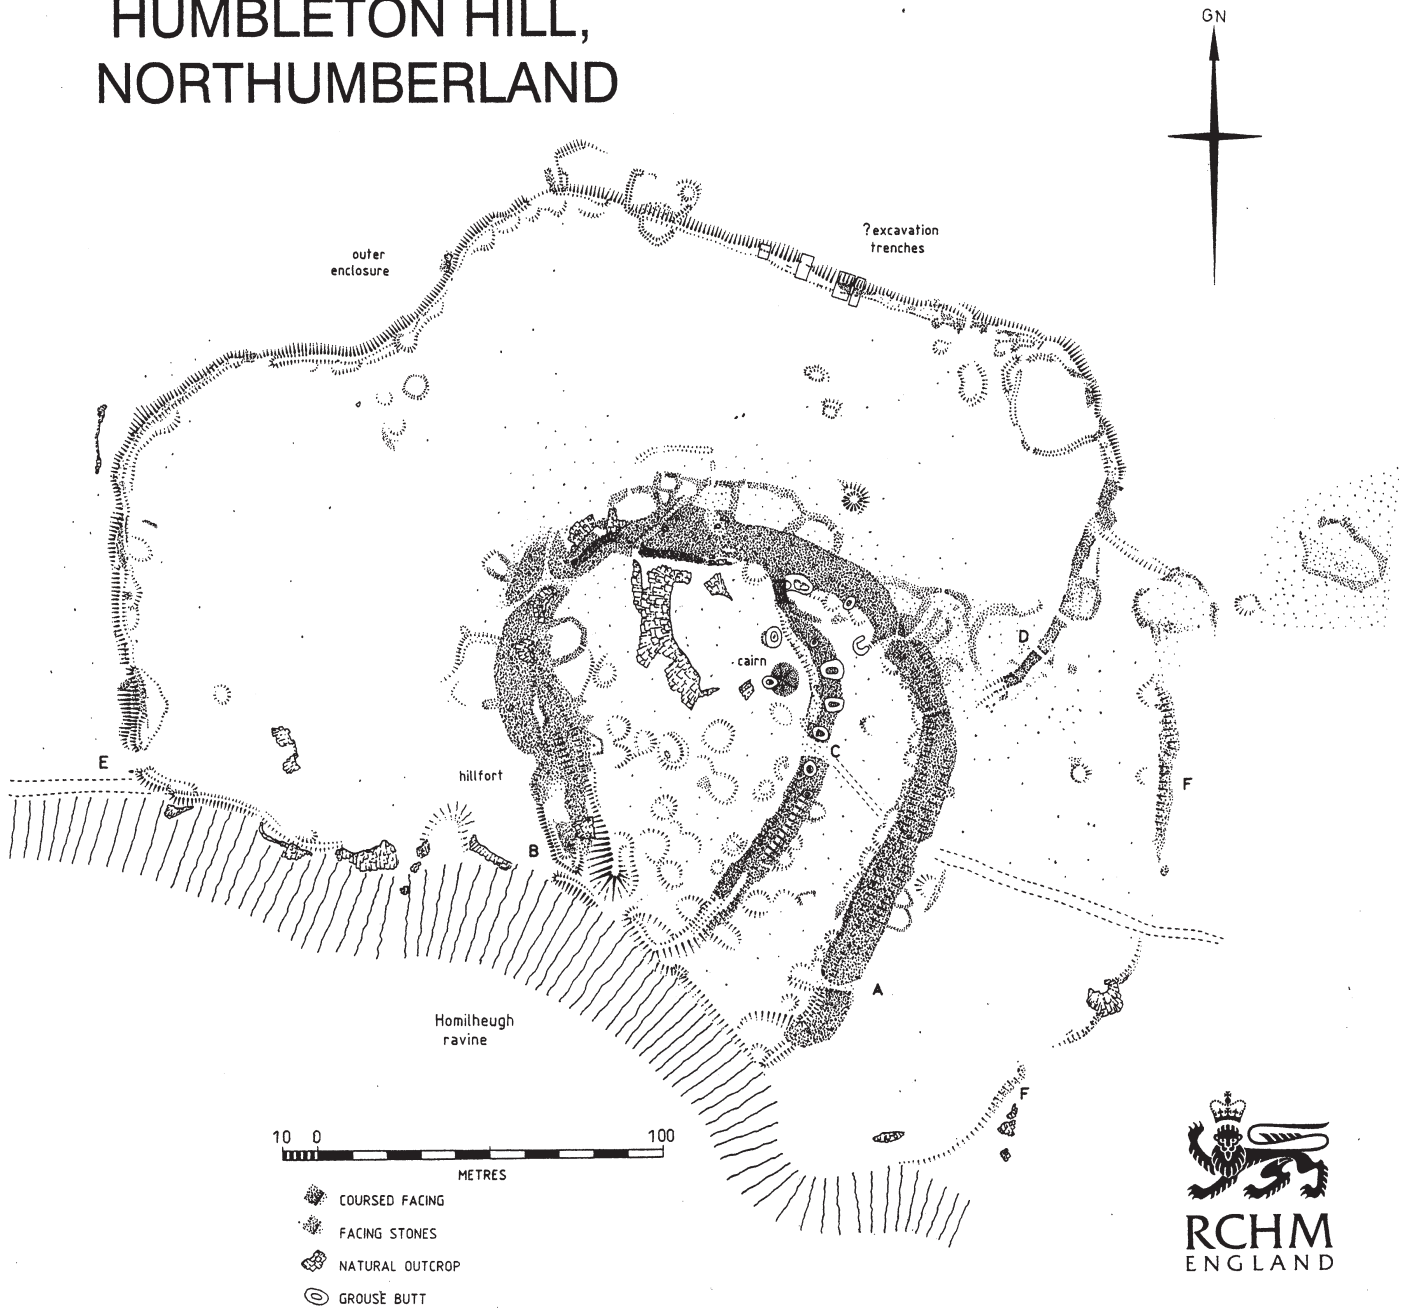 HUMBLETON HILL,
NORTHUMBERLAND
GN
?excavation
trenches
outer
enclosure
D
cairn
C
E
hillfort
F
B
A
Homilheugh
ravine
F
10 0 100
METRES
COURSED FACING
FACING STONES
NATURAL OUTCROP
GROUSE BUTT
RCHM
ENGLAND